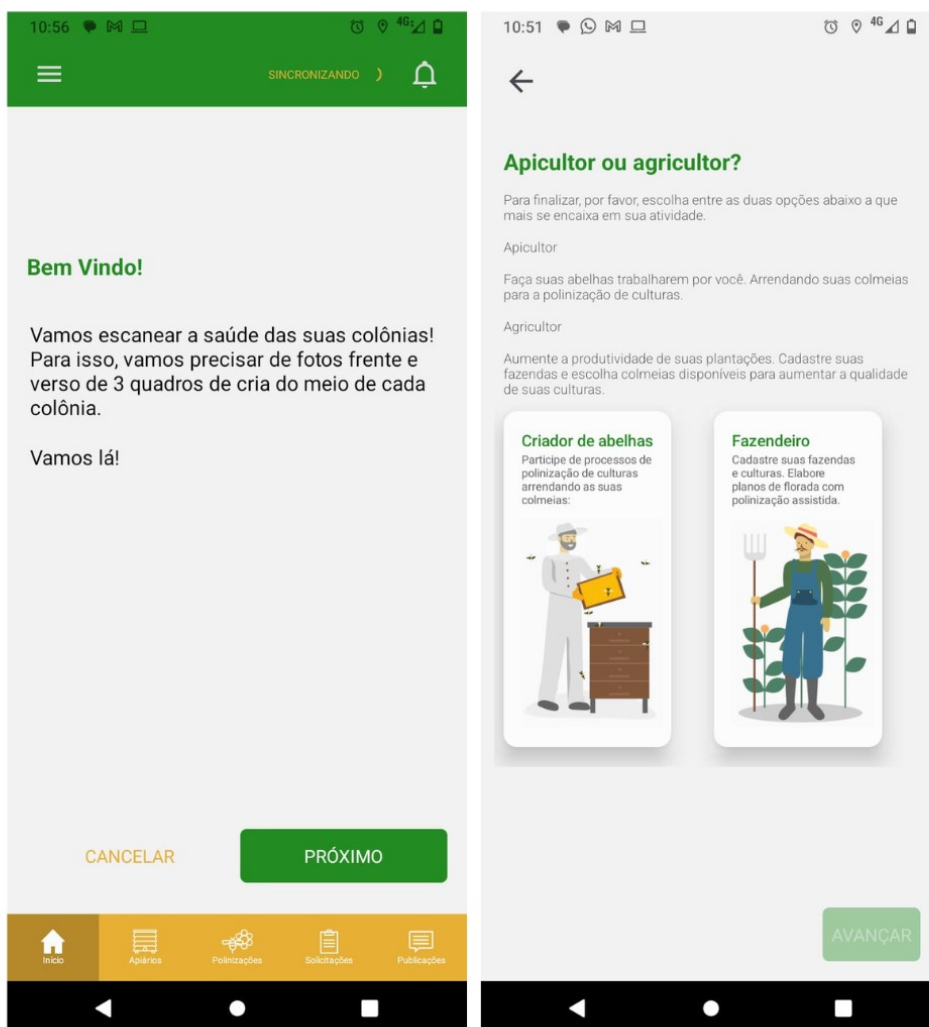 10:56
4G
SINCRONIZANDO
Bem Vindo!
Vamos escanear a saúde das suas colônias!
Para isso, vamos precisar de fotos frente e
verso de 3 quadros de cria do meio de cada
colônia.
Vamos lá!
CANCELAR
PRÓXIMO
Início
Apiários
Polinizações
Solicitações
Publicações
10:51
4G
Apicultor ou agricultor?
Para finalizar, por favor, escolha entre as duas opções abaixo a que
mais se encaixa em sua atividade.
Apicultor
Faça suas abelhas trabalharem por você. Arrendando suas colmeias
para a polinização de culturas.
Agricultor
Aumente a produtividade de suas plantações. Cadastre suas
fazendas e escolha colmeias disponíveis para aumentar a qualidade
de suas culturas.
Criador de abelhas
Participe de processos de
polinização de culturas
arrendando as suas
colmeias:
Fazendeiro
Cadastre suas fazendas
e culturas. Elabore
planos de florada com
polinização assistida.
AVANÇAR